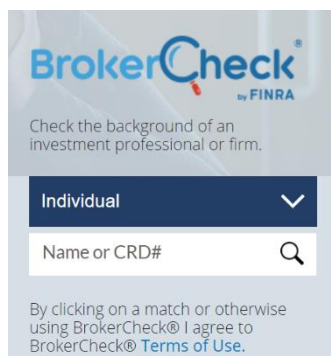 BrokerCheck®
by FINRA
Check the background of an
investment professional or firm.
Individual
Name or CRD#
By clicking on a match or otherwise
using BrokerCheck® I agree to
BrokerCheck® Terms of Use.